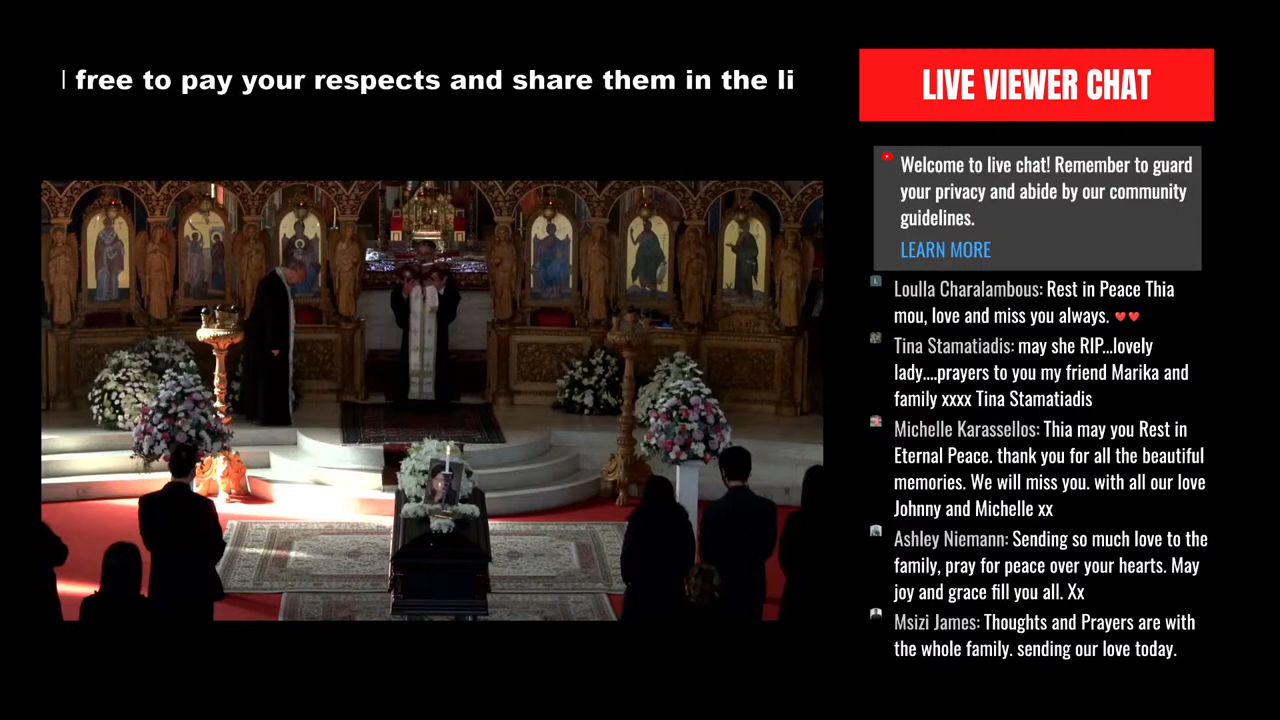 free to pay your respects and share them in the li
LIVE VIEWER CHAT
Welcome to live chat! Remember to guard
your privacy and abide by our community
guidelines.
LEARN MORE
Loulla Charalambous: Rest in Peace Thia
mou, love and miss you always. ❤️❤️
Tina Stamatiadis: may she RIP...lovely
lady....prayers to you my friend Marika and
family xxxx Tina Stamatiadis
Michelle Karassellos: Thia may you Rest in
Eternal Peace. thank you for all the beautiful
memories. We will miss you. with all our love
Johnny and Michelle xx
Ashley Niemann: Sending so much love to the
family, pray for peace over your hearts. May
joy and grace fill you all. Xx
Msizi James: Thoughts and Prayers are with
the whole family. sending our love today.